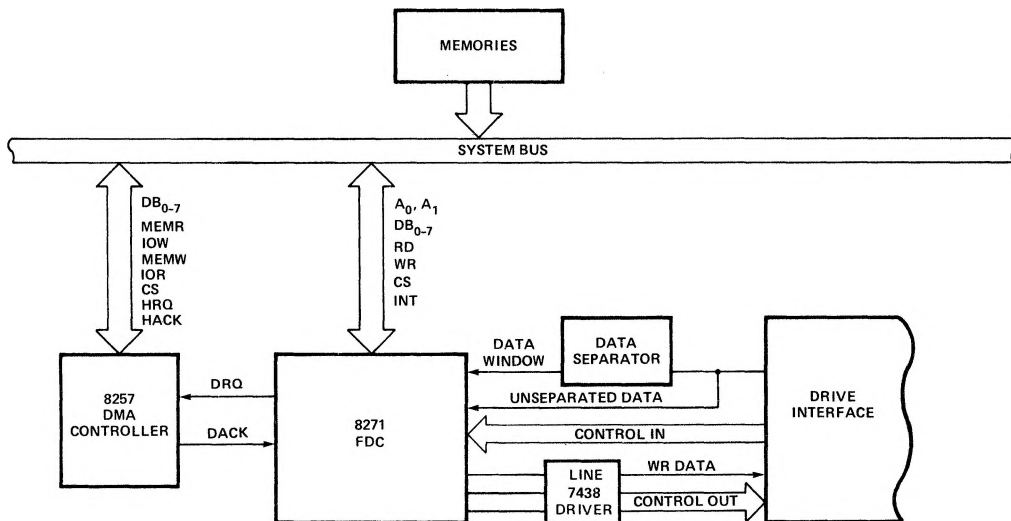 MEMORIES
SYSTEM BUS
DB0-7
MEMR
IOW
MEMW
IOR
CS
HRQ
HACK
A0, A1
DB0-7
RD
WR
CS
INT
8257
DMA
CONTROLLER
DRQ
DACK
8271
FDC
DATA
WINDOW
DATA
SEPARATOR
UNSEPARATED DATA
CONTROL IN
LINE
7438
DRIVER
WR DATA
CONTROL OUT
DRIVE
INTERFACE